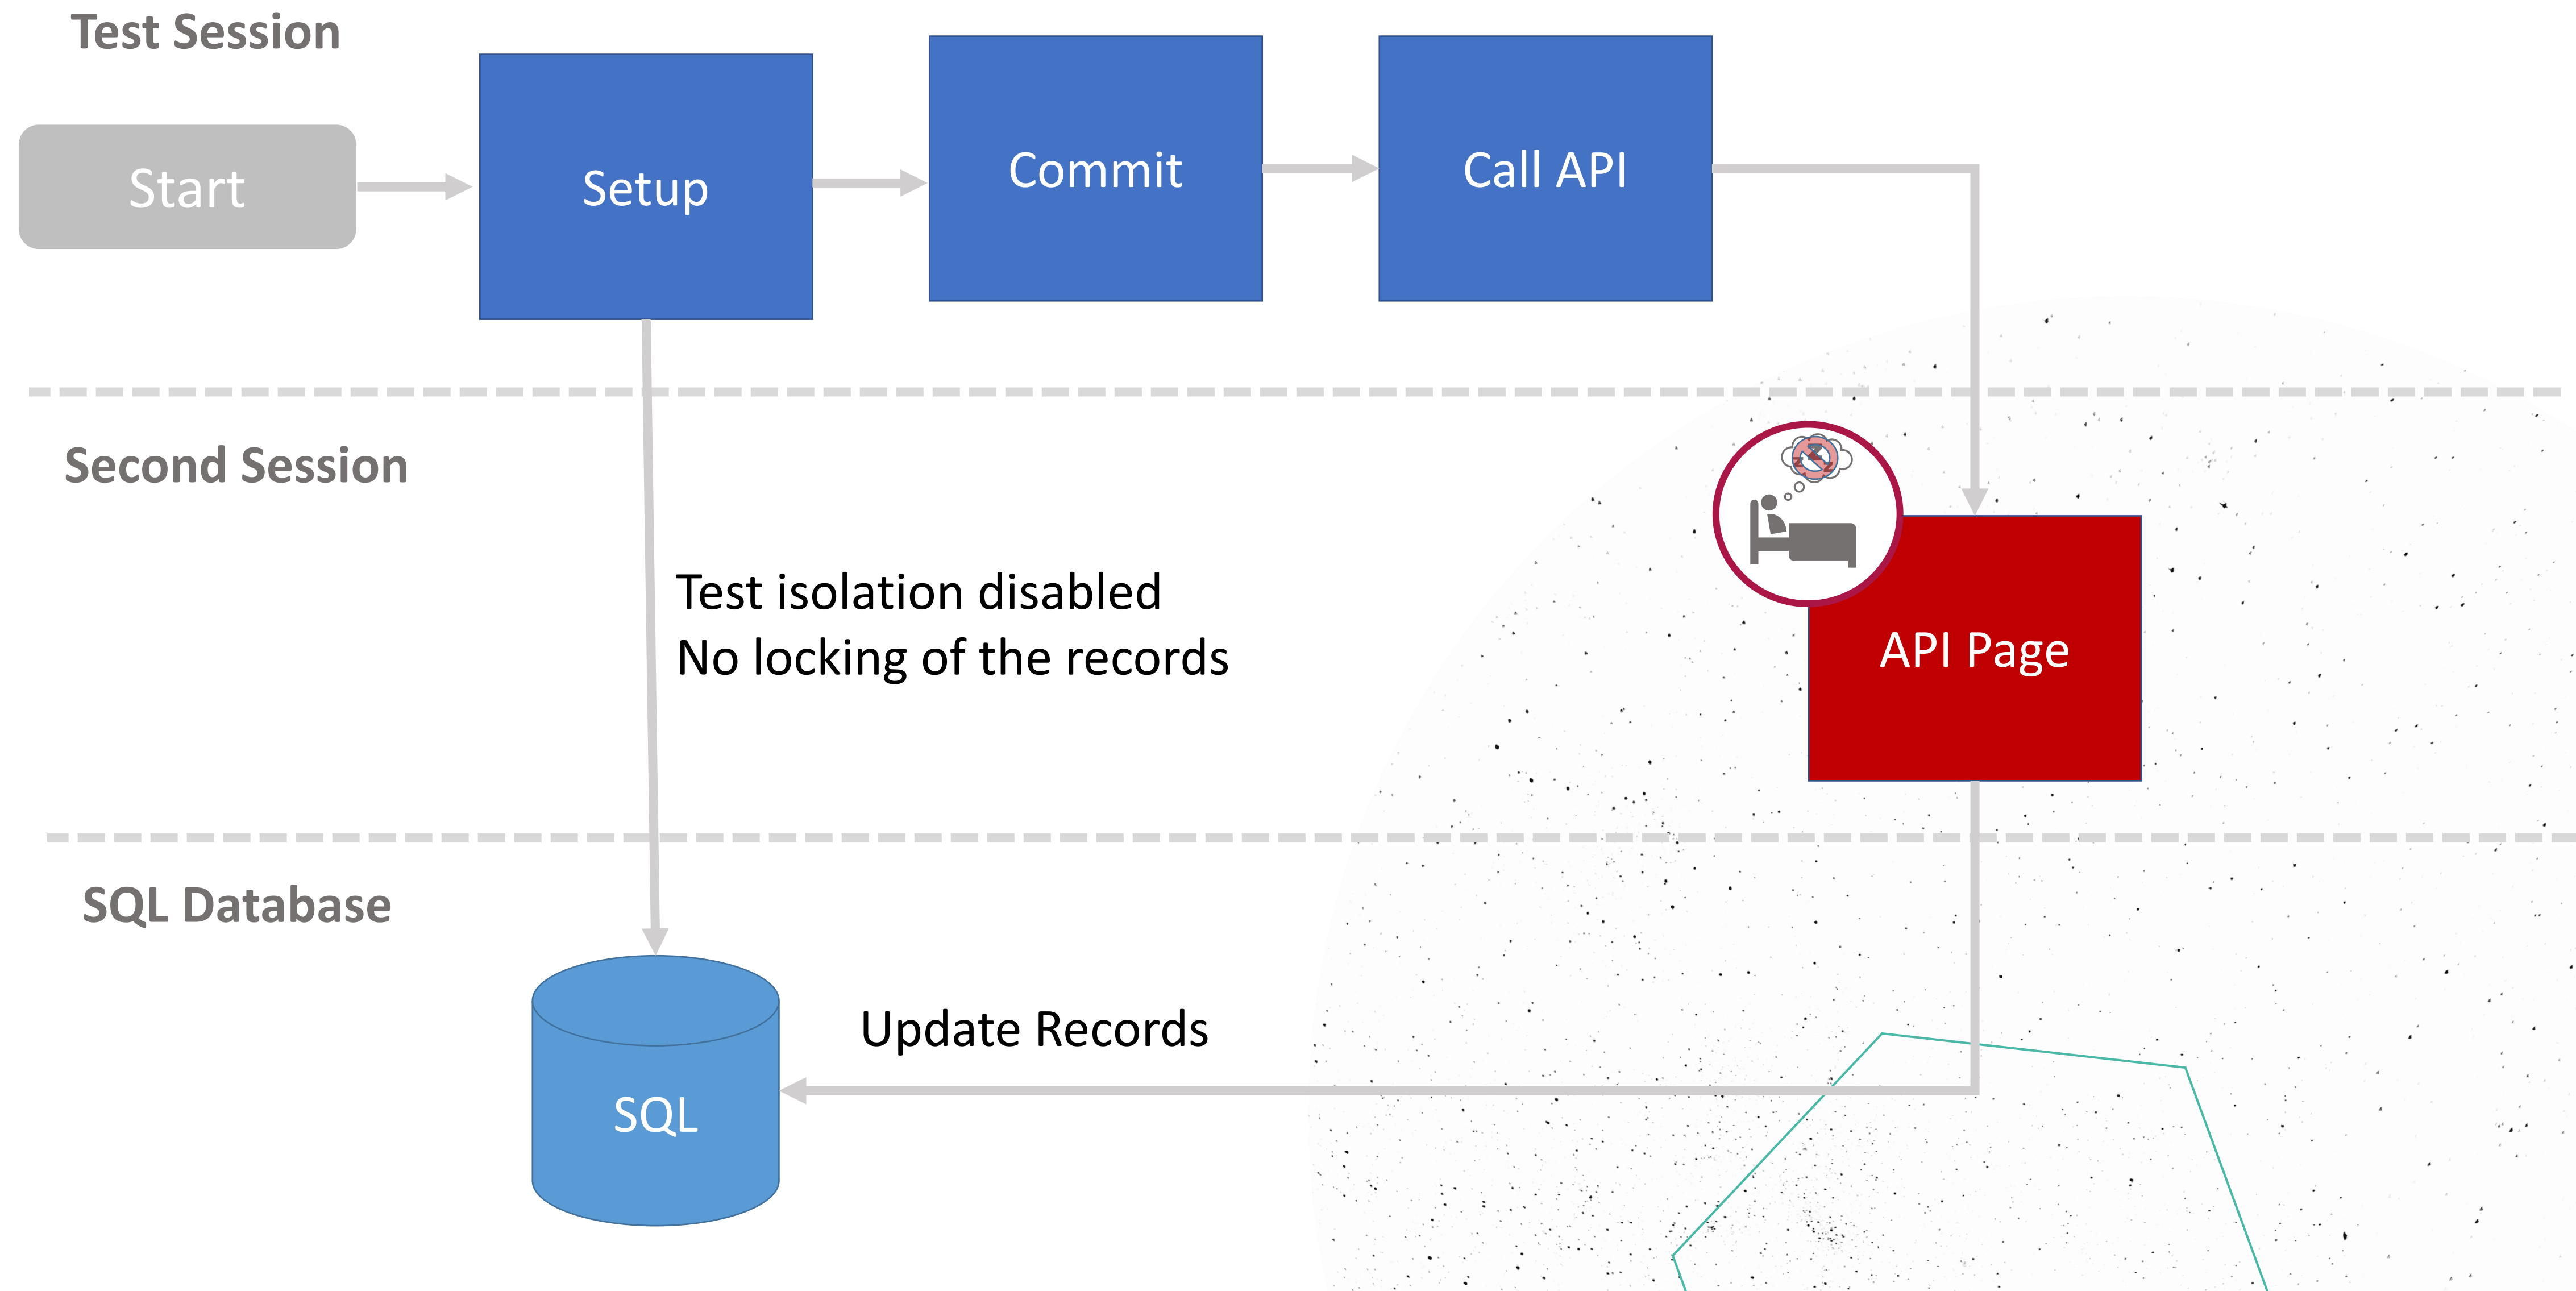 Test Session
Start
Setup
Commit
Call API
Second Session
Test isolation disabled
No locking of the records
z
Z
z
API Page
SQL Database
Update Records
SQL